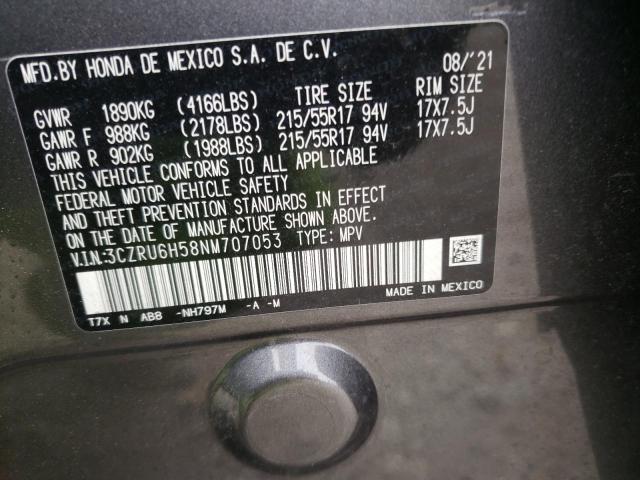 MFD.BY HONDA DE MEXICO S.A. DE C.V. 08/'21
GVWR 1890KG (4166LBS) TIRE SIZE RIM SIZE
GAWR F 988KG (2178LBS) 215/55R17 94V 17X7.5J
GAWR R 902KG (1988LBS) 215/55R17 94V 17X7.5J
THIS VEHICLE CONFORMS TO ALL APPLICABLE
FEDERAL MOTOR VEHICLE SAFETY
AND THEFT PREVENTION STANDARDS IN EFFECT
ON THE DATE OF MANUFACTURE SHOWN ABOVE.
V.I.N:3CZRU6H58NM707053 TYPE: MPV
T7X N AB8 -NH797M -A -M MADE IN MEXICO